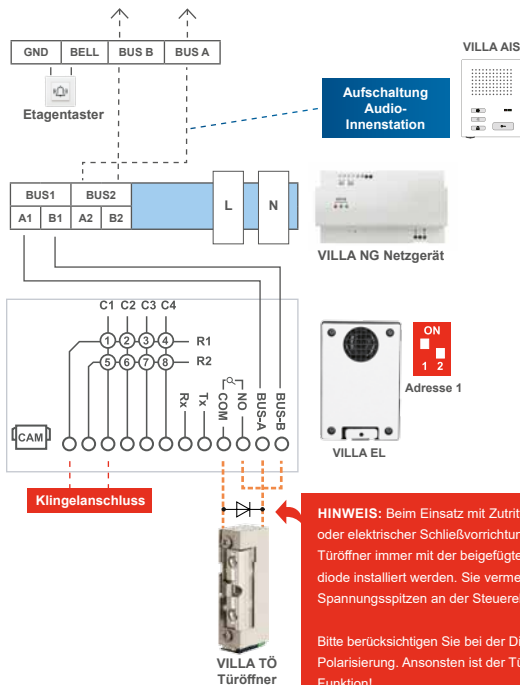 GND BELL BUS B BUS A
Etagentaster
VILLA AIS
Aufschaltung
Audio-
Innenstation
BUS1 BUS2
A1 B1 A2 B2
L N
VILLA NG Netzgerät
C1 C2 C3 C4
1 2 3 4 R1
5 6 7 8 R2
Rx Tx COM NO BUS-A BUS-B
CAM
ON
1 2
Adresse 1
VILLA EL
Klingelanschluss
HINWEIS: Beim Einsatz mit Zutrit
oder elektrischer Schließvorrichtun
Türöffner immer mit der beigefügte
diode installiert werden. Sie verme
Spannungsspitzen an der Steuerel
Bitte berücksichtigen Sie bei der Di
Polarisierung. Ansonsten ist der Tü
Funktion!
VILLA TÖ
Türöffner